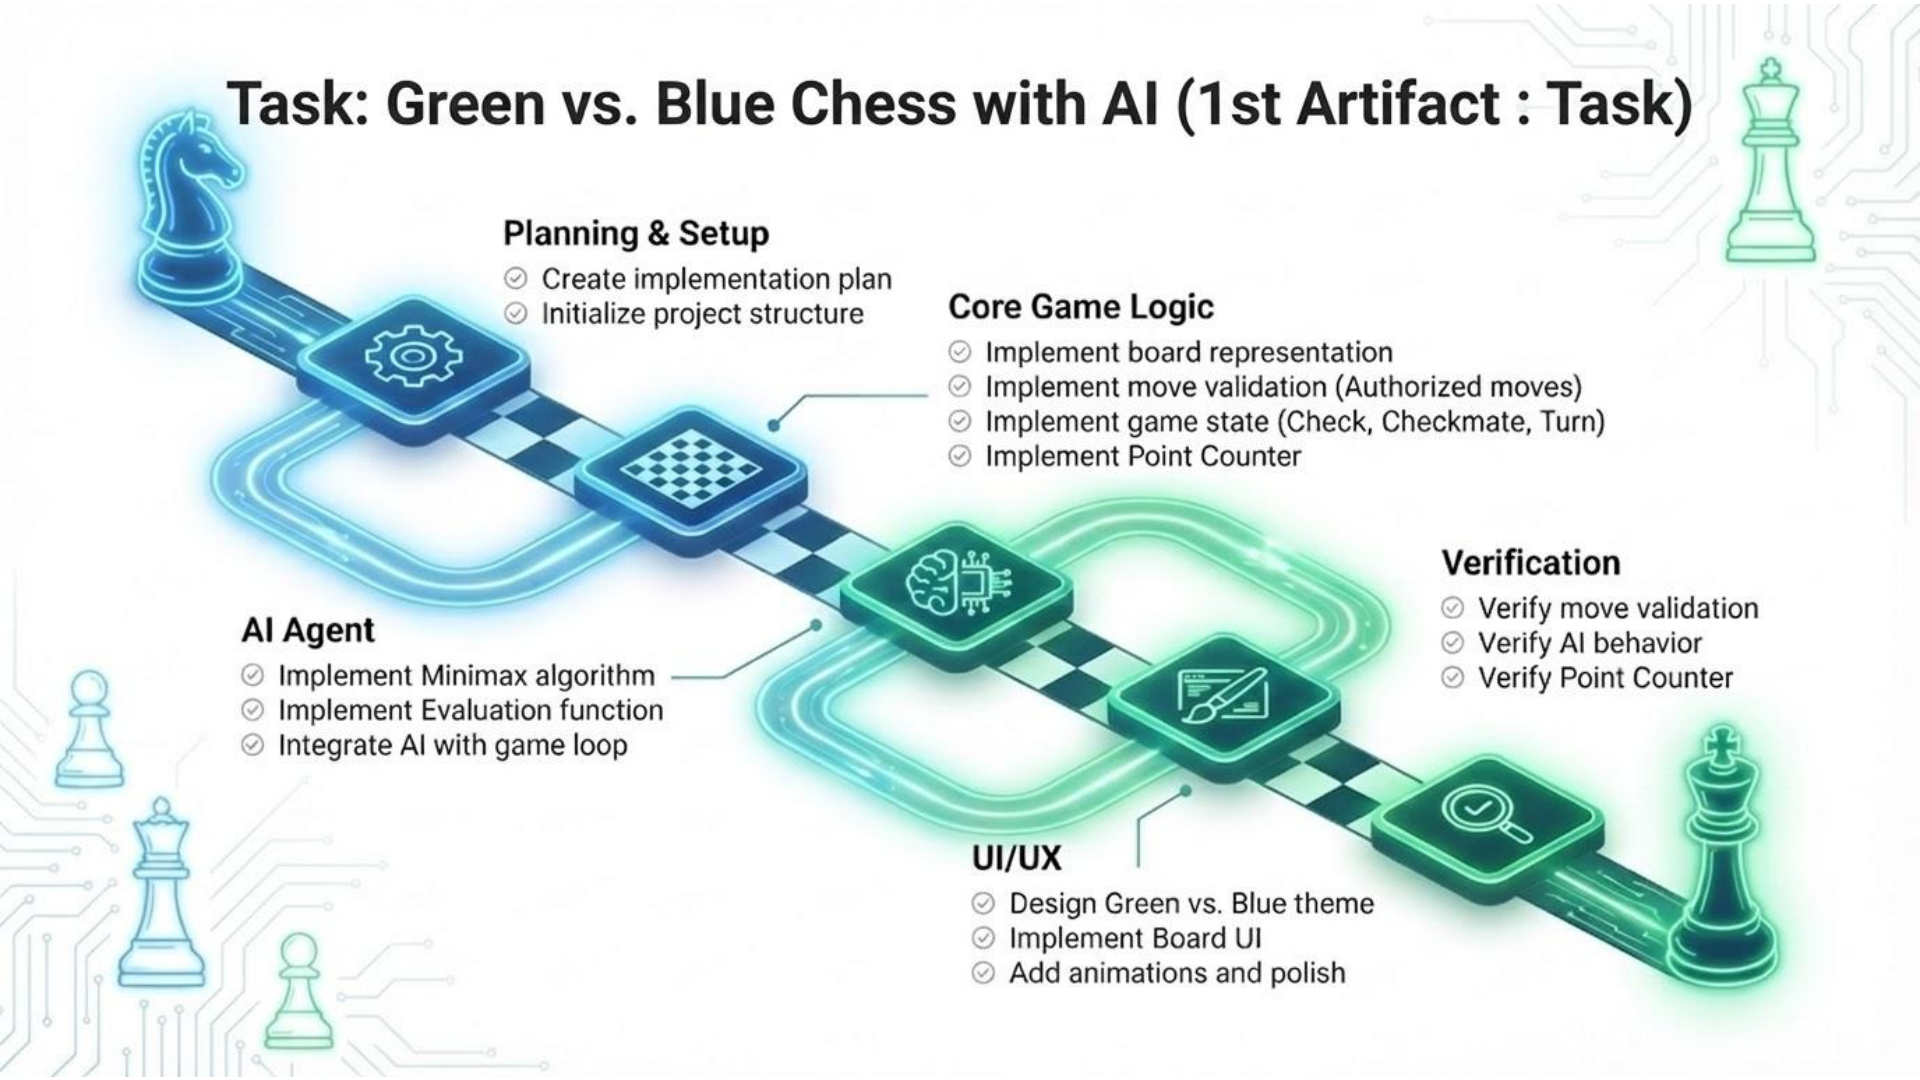 Task: Green vs. Blue Chess with AI (1st Artifact : Task)
Planning & Setup
Create implementation plan
Initialize project structure
Core Game Logic
Implement board representation
Implement move validation (Authorized moves)
Implement game state (Check, Checkmate, Turn)
Implement Point Counter
AI Agent
Implement Minimax algorithm
Implement Evaluation function
Integrate AI with game loop
UI/UX
Design Green vs. Blue theme
Implement Board UI
Add animations and polish
Verification
Verify move validation
Verify AI behavior
Verify Point Counter